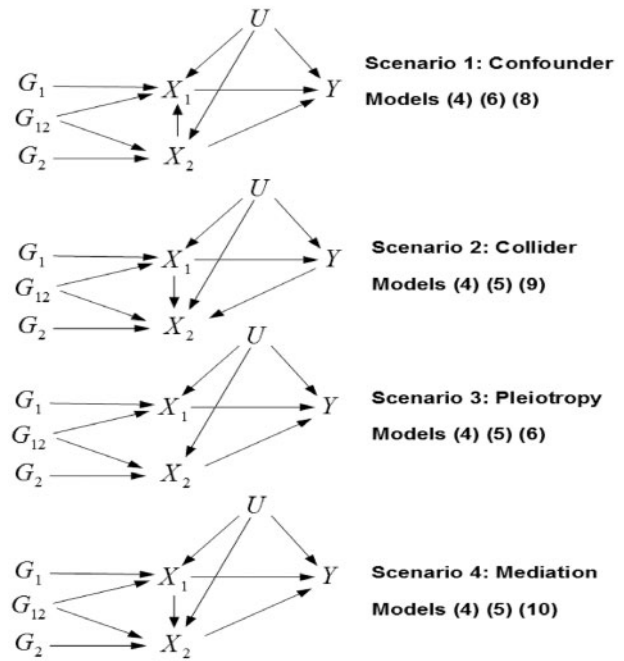 U
G1
X1
Y
Scenario 1: Confounder
G12
Models (4) (6) (8)
G2
X2
U
G1
X1
Y
Scenario 2: Collider
G12
Models (4) (5) (9)
G2
X2
U
G1
X1
Y
Scenario 3: Pleiotropy
G12
Models (4) (5) (6)
G2
X2
U
G1
X1
Y
Scenario 4: Mediation
G12
Models (4) (5) (10)
G2
X2